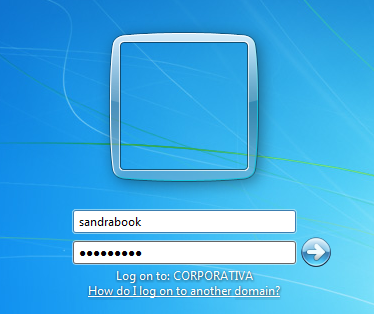 sandrabook
●●●●●●●●●
Log on to: CORPORATIVA
How do I log on to another domain?